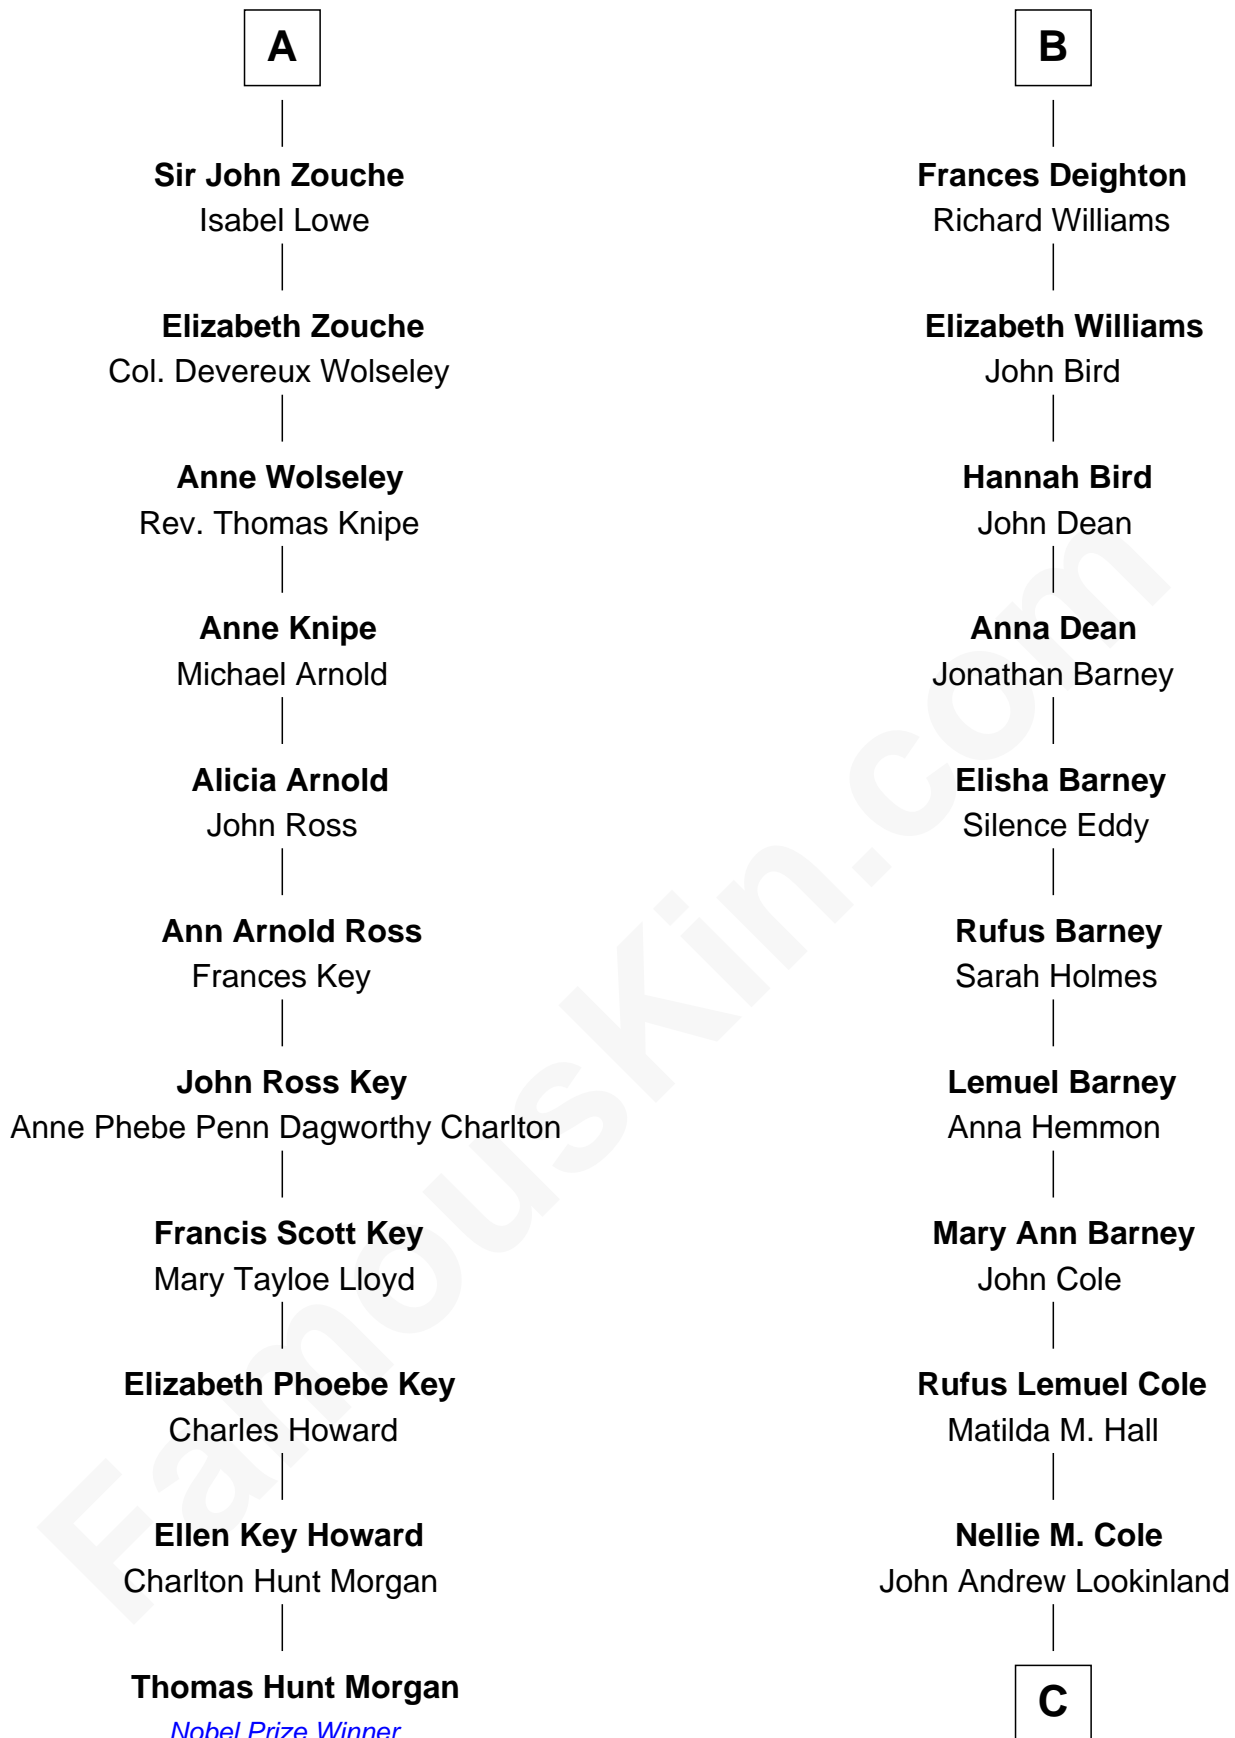 A
Sir John Zouche
Isabel Lowe
Elizabeth Zouche
Col. Devereux Wolseley
Anne Wolseley
Rev. Thomas Knipe
Anne Knipe
Michael Arnold
Alicia Arnold
John Ross
Ann Arnold Ross
Frances Key
John Ross Key
Anne Phebe Penn Dagworthy Charlton
Francis Scott Key
Mary Tayloe Lloyd
Elizabeth Phoebe Key
Charles Howard
Ellen Key Howard
Charlton Hunt Morgan
Thomas Hunt Morgan
Nobel Prize Winner
B
Frances Deighton
Richard Williams
Elizabeth Williams
John Bird
Hannah Bird
John Dean
Anna Dean
Jonathan Barney
Elisha Barney
Silence Eddy
Rufus Barney
Sarah Holmes
Lemuel Barney
Anna Hemmon
Mary Ann Barney
John Cole
Rufus Lemuel Cole
Matilda M. Hall
Nellie M. Cole
John Andrew Lookinland
C
FamousKin.com